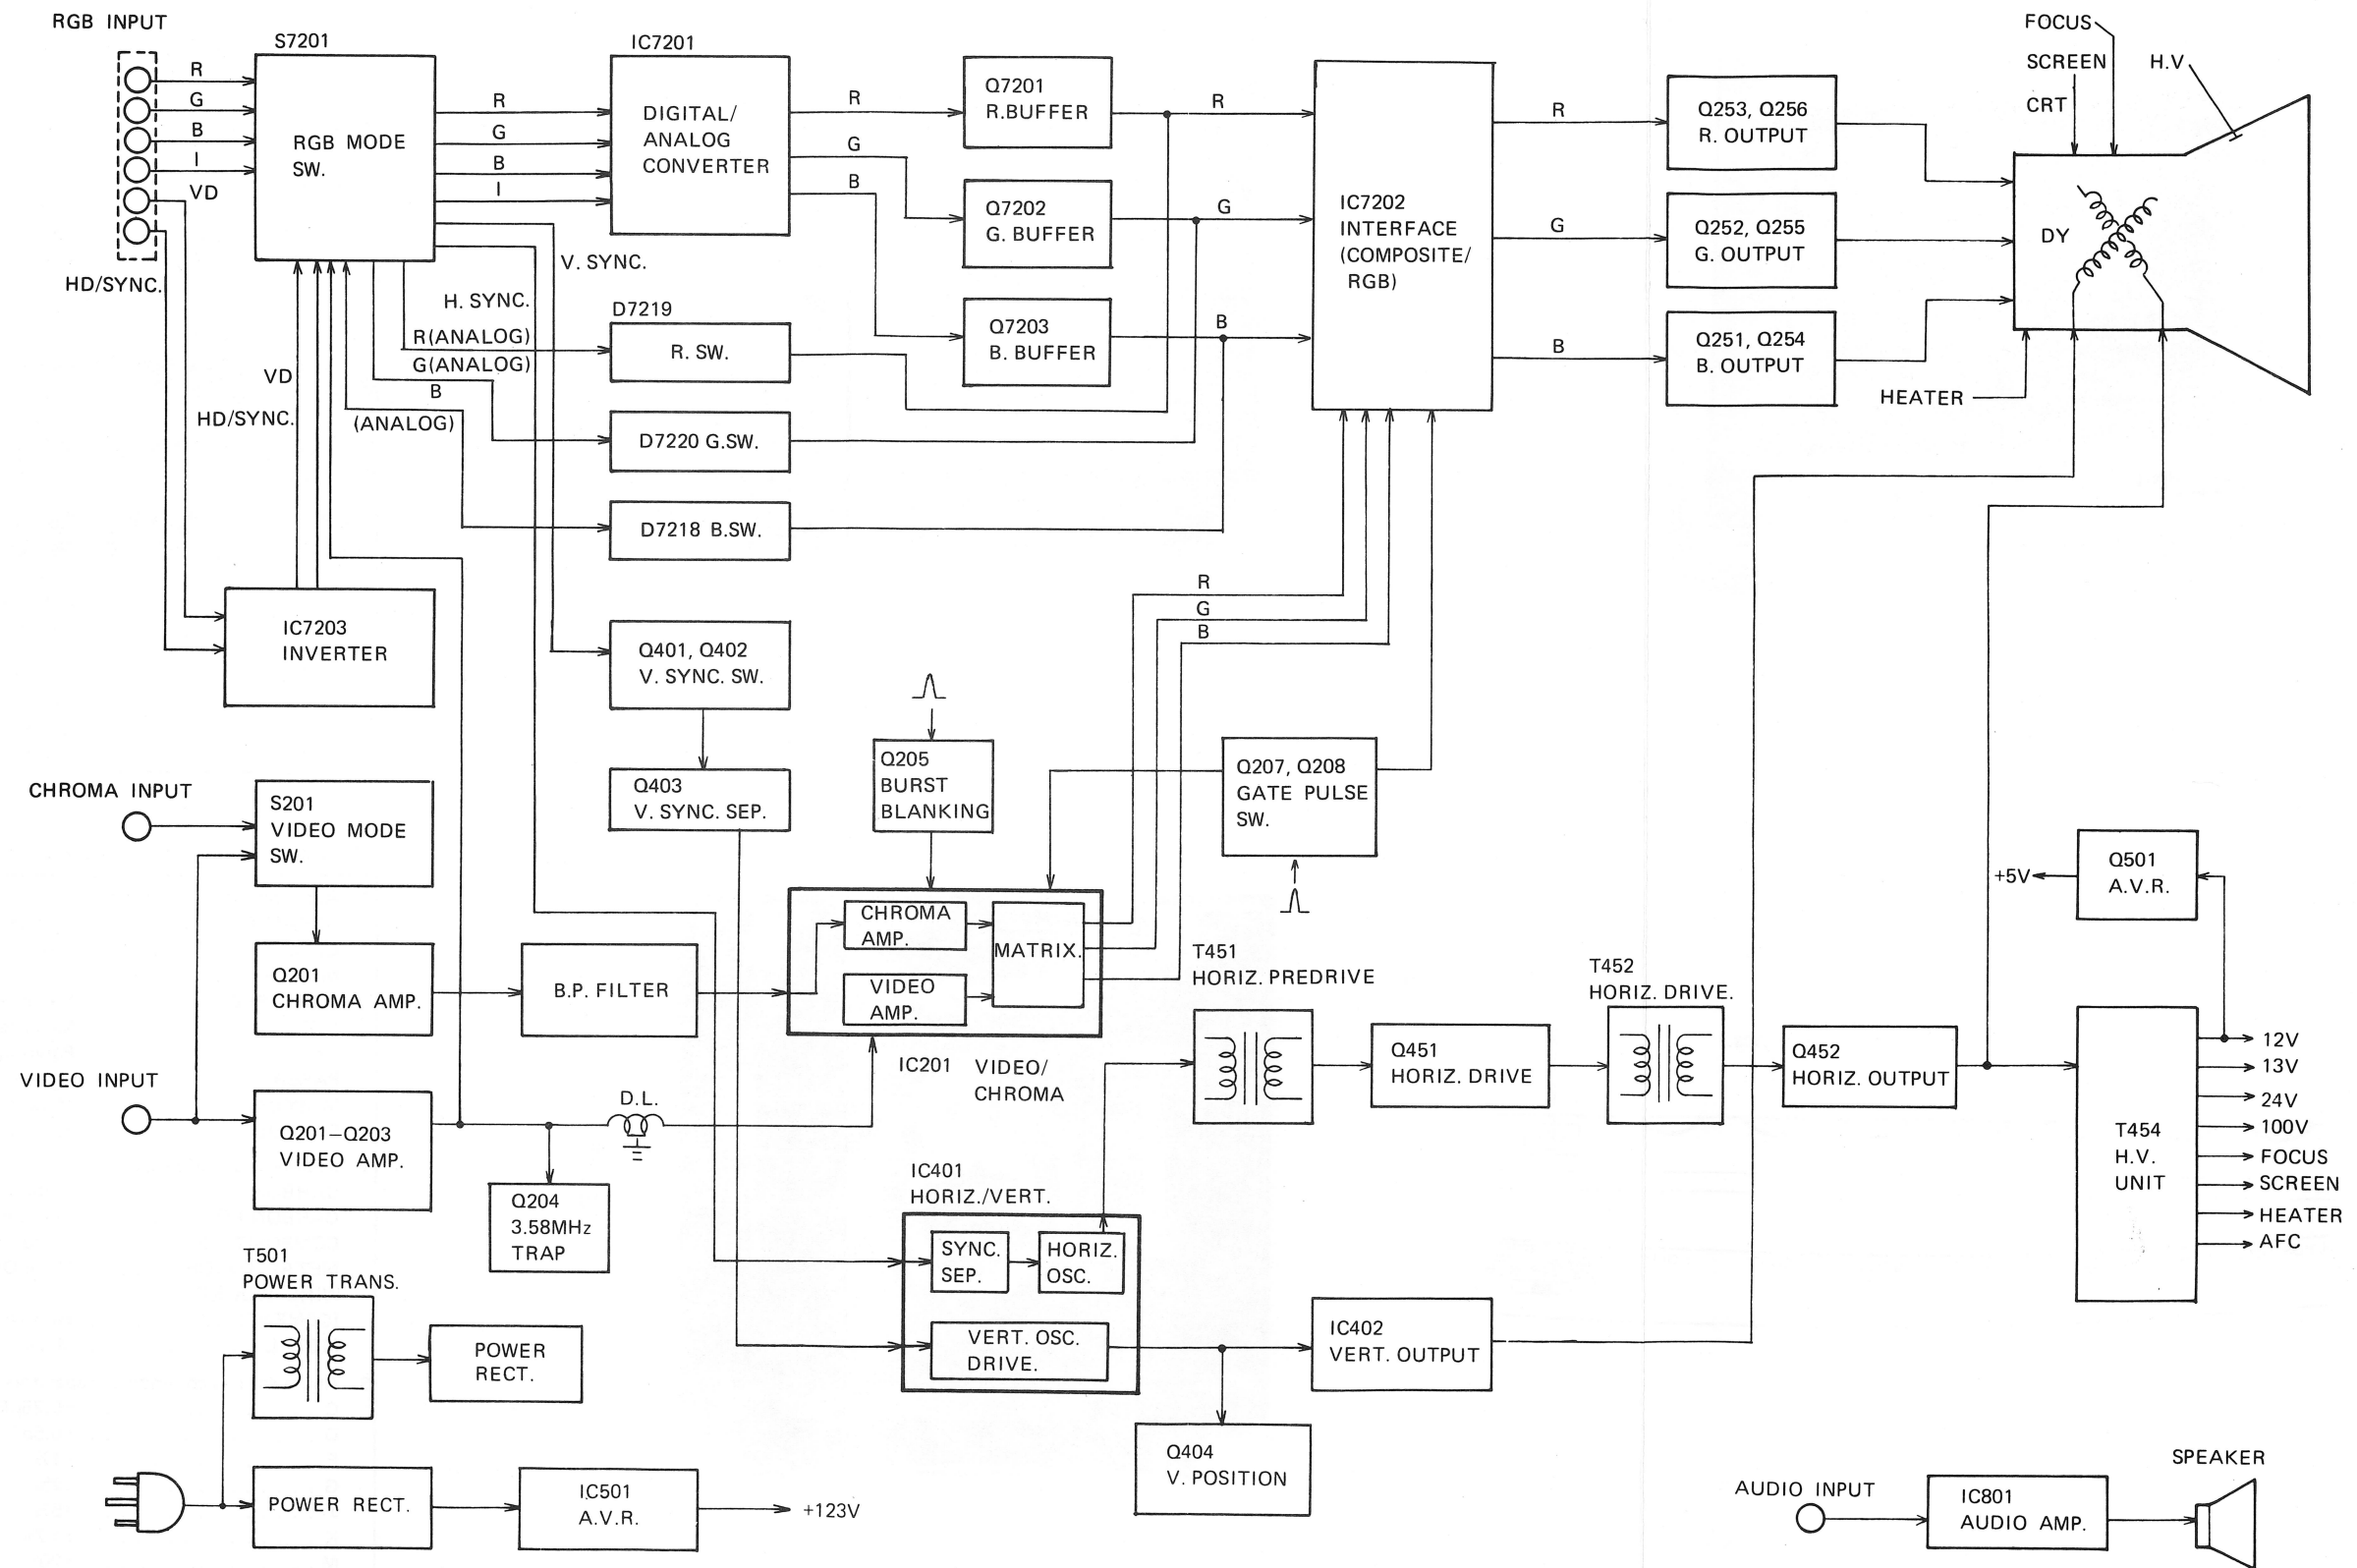 RGB INPUT
R
G
B
I
VD
HD/SYNC.
S7201
RGB MODE
SW.
R
G
B
I
V. SYNC.
H. SYNC.
R(ANALOG)
G(ANALOG)
B
(ANALOG)
VD
HD/SYNC.
IC7201
DIGITAL/
ANALOG
CONVERTER
R
G
B
Q7201
R.BUFFER
Q7202
G. BUFFER
Q7203
B. BUFFER
R
G
B
D7219
R. SW.
D7220 G.SW.
D7218 B.SW.
IC7202
INTERFACE
(COMPOSITE/
RGB)
R
G
B
Q253, Q256
R. OUTPUT
Q252, Q255
G. OUTPUT
Q251, Q254
B. OUTPUT
FOCUS
SCREEN
CRT
H.V
DY
HEATER
IC7203
INVERTER
Q401, Q402
V. SYNC. SW.
Q403
V. SYNC. SEP.
R
G
B
Q205
BURST
BLANKING
Q207, Q208
GATE PULSE
SW.
CHROMA INPUT
S201
VIDEO MODE
SW.
Q201
CHROMA AMP.
B.P. FILTER
CHROMA
AMP.
VIDEO
AMP.
MATRIX.
IC201 VIDEO/
CHROMA
VIDEO INPUT
Q201–Q203
VIDEO AMP.
D.L.
Q204
3.58MHz
TRAP
T451
HORIZ. PREDRIVE
Q451
HORIZ. DRIVE
T452
HORIZ. DRIVE.
Q452
HORIZ. OUTPUT
+5V
Q501
A.V.R.
T454
H.V.
UNIT
12V
13V
24V
100V
FOCUS
SCREEN
HEATER
AFC
IC401
HORIZ./VERT.
SYNC.
SEP.
HORIZ.
OSC.
VERT. OSC.
DRIVE.
IC402
VERT. OUTPUT
Q404
V. POSITION
T501
POWER TRANS.
POWER
RECT.
POWER RECT.
IC501
A.V.R.
+123V
AUDIO INPUT
IC801
AUDIO AMP.
SPEAKER